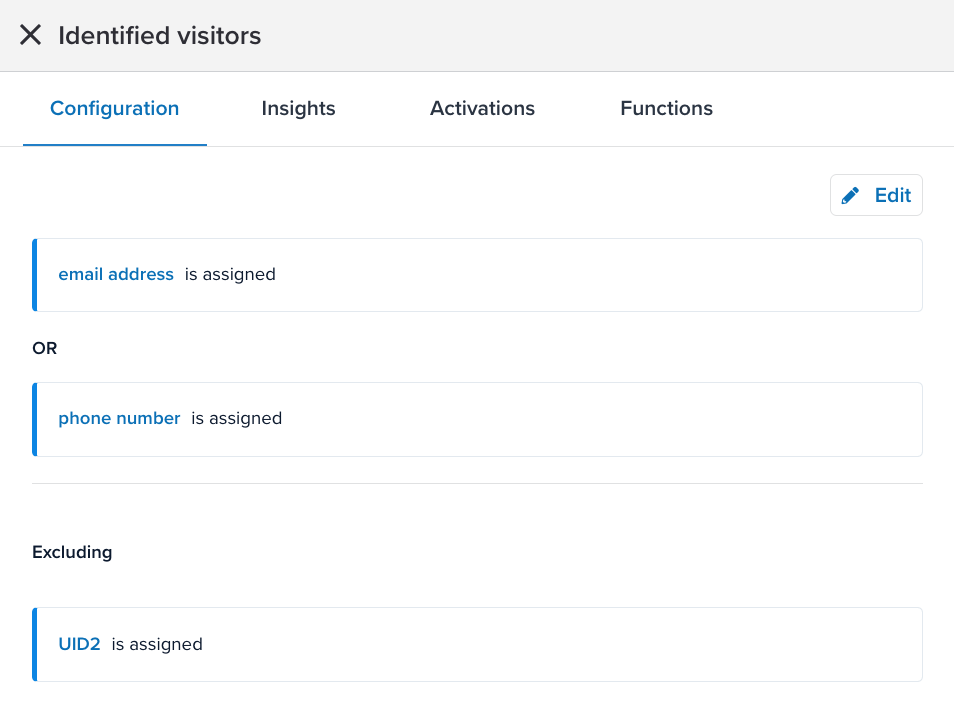 Identified visitors
Configuration Insights Activations Functions
Edit
email address is assigned
OR
phone number is assigned
Excluding
UID2 is assigned